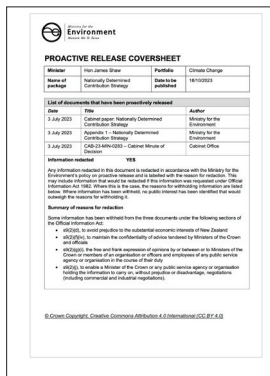 Ministry for the
Environment
Manatū Mō Te Taiao
PROACTIVE RELEASE COVERSHEET
Minister Hon James Shaw Portfolio Climate Change
Name of package Nationally Determined Contribution Strategy Date to be published 18/10/2023
List of documents that have been proactively released
Date Title Author
3 July 2023 Cabinet paper: Nationally Determined Contribution Strategy Ministry for the Environment
3 July 2023 Appendix 1 – Nationally Determined Contribution Strategy Ministry for the Environment
3 July 2023 CAB-23-MIN-0283 – Cabinet Minute of Decision Cabinet Office
Information redacted YES
Any information redacted in this document is redacted in accordance with the Ministry for the
Environment's policy on proactive release and is labelled with the reason for redaction. This
may include information that would be redacted if this information was requested under Official
Information Act 1982. Where this is the case, the reasons for withholding information are listed
below. Where information has been withheld, no public interest has been identified that would
outweigh the reasons for withholding it.
Summary of reasons for redaction
Some information has been withheld from the three documents under the following sections of
the Official Information Act:
• s9(2)(d), to avoid prejudice to the substantial economic interests of New Zealand
• s9(2)(f)(iv), to maintain the confidentiality of advice tendered by Ministers of the Crown
and officials
• s9(2)(g)(i), the free and frank expression of opinions by or between or to Ministers of the
Crown or members of an organisation or officers and employees of any public service
agency or organisation in the course of their duty
• s9(2)(j), to enable a Minister of the Crown or any public service agency or organisation
holding the information to carry on, without prejudice or disadvantage, negotiations
(including commercial and industrial negotiations).
© Crown Copyright, Creative Commons Attribution 4.0 International (CC BY 4.0)